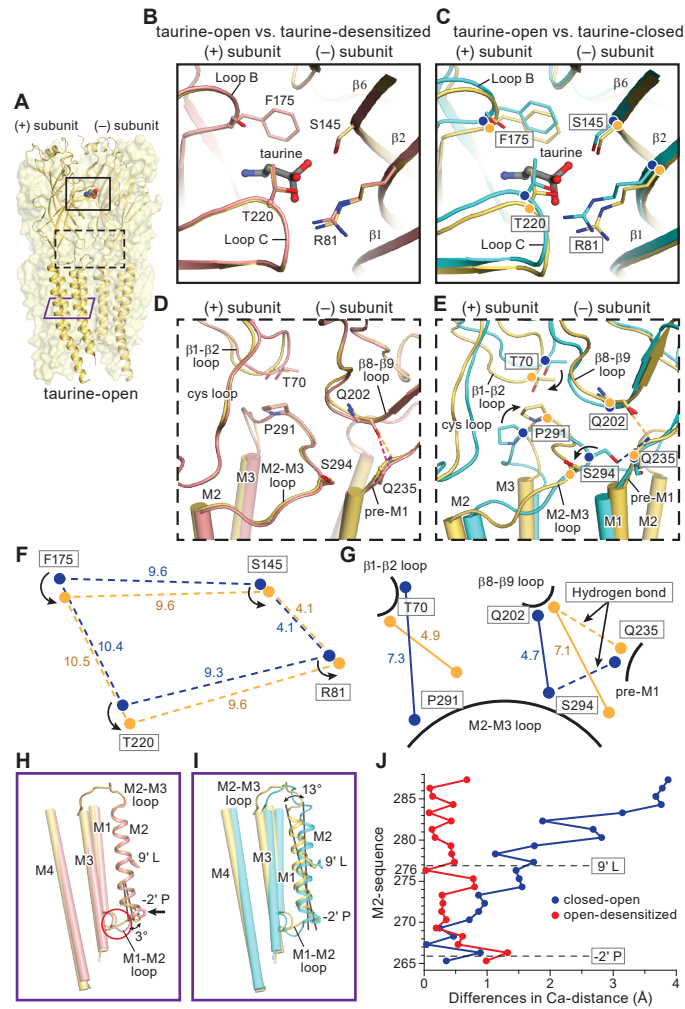 A
(+) subunit (–) subunit
taurine-open
B
taurine-open vs. taurine-desensitized
(+) subunit (–) subunit
Loop B
F175
S145
β6
β2
taurine
T220
R81
Loop C
β1
C
taurine-open vs. taurine-closed
(+) subunit (–) subunit
Loop B
F175
S145
β6
β2
taurine
T220
R81
Loop C
β1
D
(+) subunit (–) subunit
β1-β2
loop
T70
β8-β9
loop
Q202
cys loop
P291
S294
M3
M2-M3
loop
M2
Q235
pre-M1
E
(+) subunit (–) subunit
T70
β8-β9
loop
β1-β2
loop
Q202
cys loop
P291
Q235
S294
M3
M2
M2-M3
loop
pre-M1
M1
M2
F
F175
S145
9.6
9.6
4.1
4.1
10.4
10.5
9.3
9.6
R81
T220
G
β1-β2 loop
T70
4.9
7.3
P291
β8-β9 loop
Hydrogen bond
Q202
Q235
4.7
7.1
S294
pre-M1
M2-M3 loop
H
M2-M3
loop
M1
M2
M3
M4
9' L
-2' P
3°
M1-M2
loop
I
M2-M3
loop
13°
M2
M3
M4
M1
9' L
-2' P
M1-M2
loop
J
M2-sequence
285
280
276
275
270
265
9' L
closed-open
open-desensitized
-2' P
0 1 2 3 4
Differences in Ca-distance (Å)